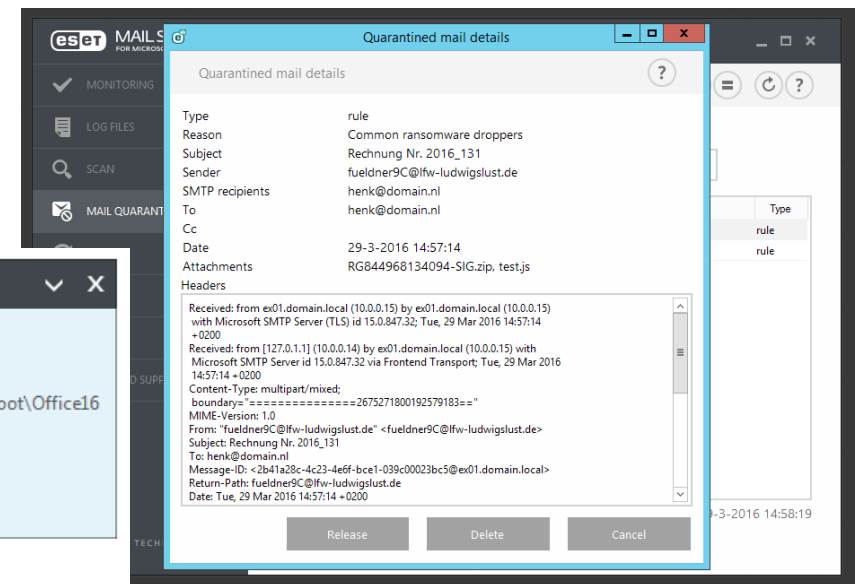 eset MAIL S
FOR MICROSO
MONITORING
LOG FILES
SCAN
MAIL QUARANT
D SUPP
TECH
oot\Office16
Quarantined mail details
Quarantined mail details
Type rule
Reason Common ransomware droppers
Subject Rechnung Nr. 2016_131
Sender fueldner9C@lfw-ludwigslust.de
SMTP recipients henk@domain.nl
To henk@domain.nl
Cc
Date 29-3-2016 14:57:14
Attachments RG844968134094-SIG.zip, test.js
Headers
Received: from ex01.domain.local (10.0.0.15) by ex01.domain.local (10.0.0.15)
with Microsoft SMTP Server (TLS) id 15.0.847.32; Tue, 29 Mar 2016 14:57:14
+0200
Received: from [127.0.1.1] (10.0.0.14) by ex01.domain.local (10.0.0.15) with
Microsoft SMTP Server id 15.0.847.32 via Frontend Transport; Tue, 29 Mar 2016
14:57:14 +0200
Content-Type: multipart/mixed;
boundary="===============2675271800192579183=="
MIME-Version: 1.0
From: "fueldner9C@lfw-ludwigslust.de" <fueldner9C@lfw-ludwigslust.de>
Subject: Rechnung Nr. 2016_131
To: henk@domain.nl
Message-ID: <2b41a28c-4c23-4e6f-bce1-039c00023bc5@ex01.domain.local>
Return-Path: fueldner9C@lfw-ludwigslust.de
Date: Tue, 29 Mar 2016 14:57:14 +0200
Release Delete Cancel
Type
rule
rule
9-3-2016 14:58:19